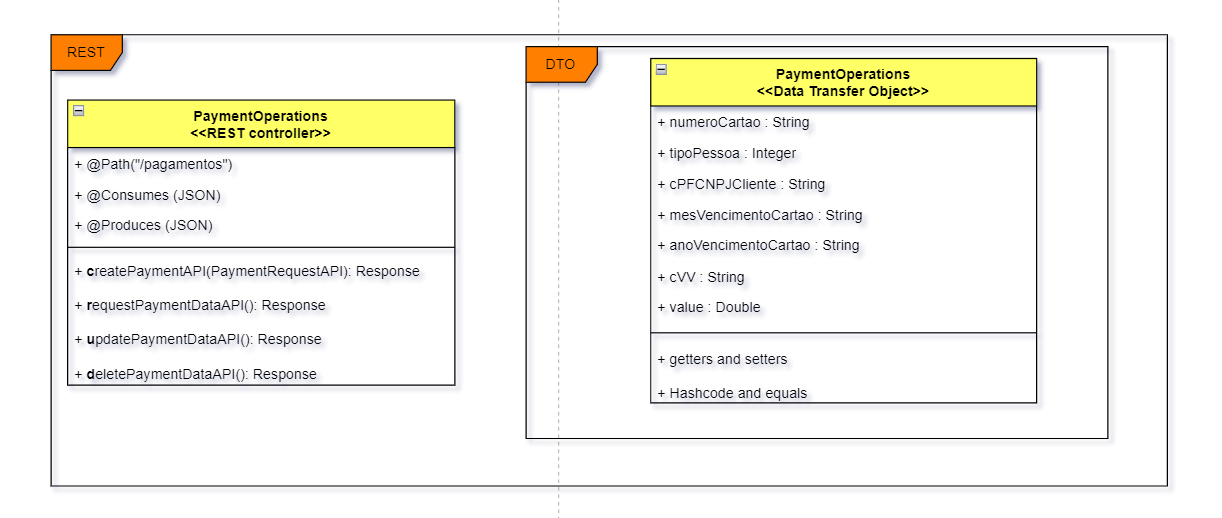 REST
PaymentOperations
<<REST controller>>
+ @Path("/pagamentos")
+ @Consumes (JSON)
+ @Produces (JSON)
+ createPaymentAPI(PaymentRequestAPI): Response
+ requestPaymentDataAPI(): Response
+ updatePaymentDataAPI(): Response
+ deletePaymentDataAPI(): Response
DTO
PaymentOperations
<<Data Transfer Object>>
+ numeroCartao : String
+ tipoPessoa : Integer
+ cPFCNPJCliente : String
+ mesVencimentoCartao : String
+ anoVencimentoCartao : String
+ cVV : String
+ value : Double
+ getters and setters
+ Hashcode and equals